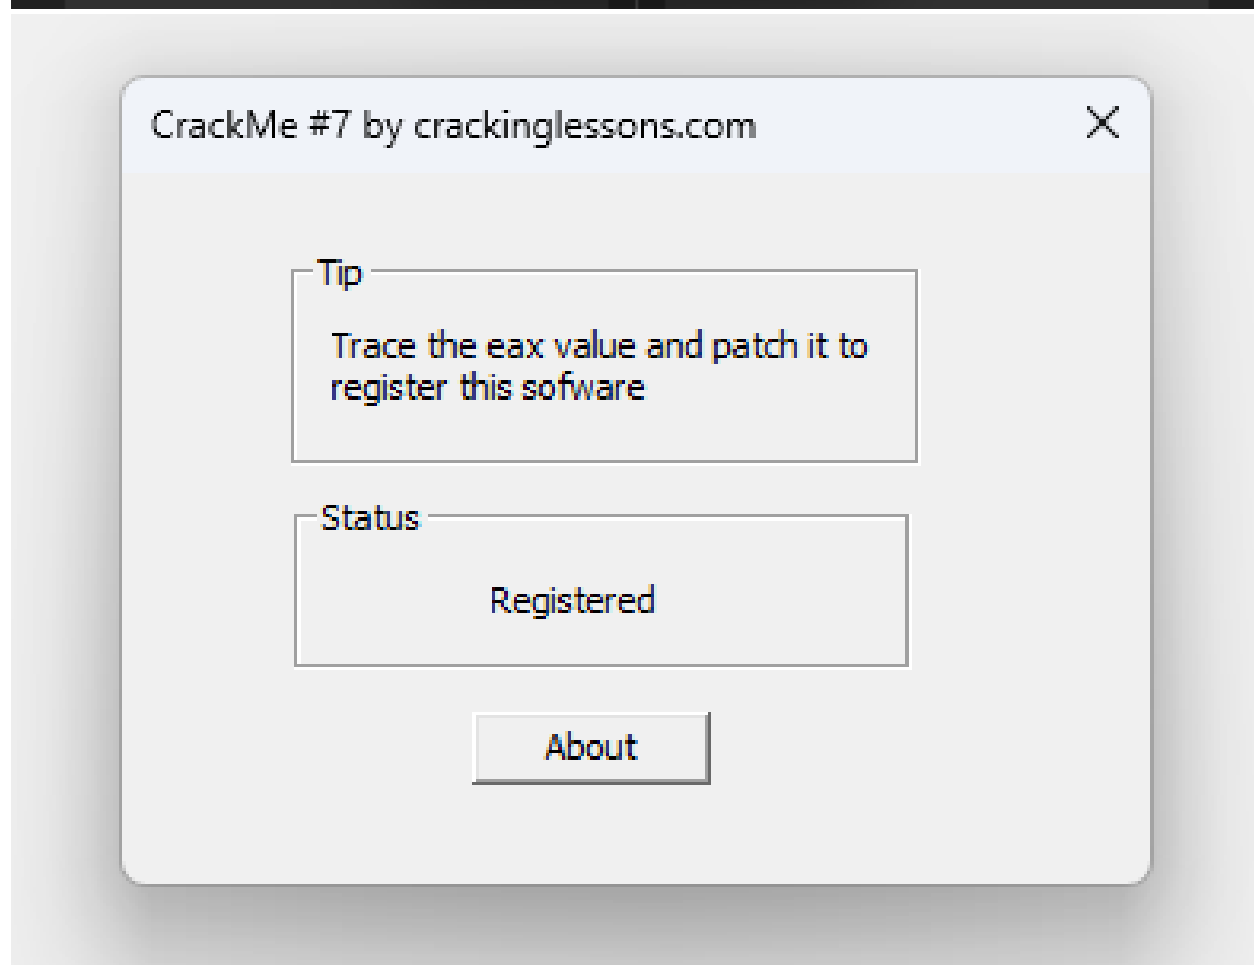 CrackMe #7 by crackinglessons.com
Tip
Trace the eax value and patch it to
register this sofware
Status
Registered
About